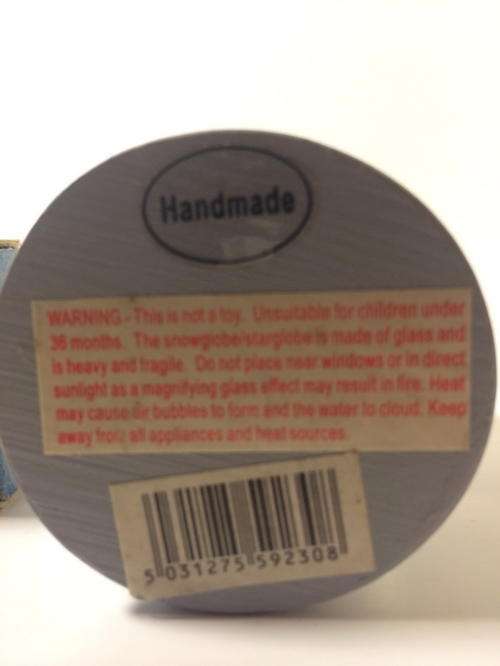 Handmade
WARNING - This is not a toy. Unsuitable for children under
36 months. The snowglobe/starglobe is made of glass and
is heavy and fragile. Do not place near windows or in direct
sunlight as a magnifying glass effect may result in fire. Heat
may cause air bubbles to form and the water to cloud. Keep
away from all appliances and heat sources.
5 031275 592308